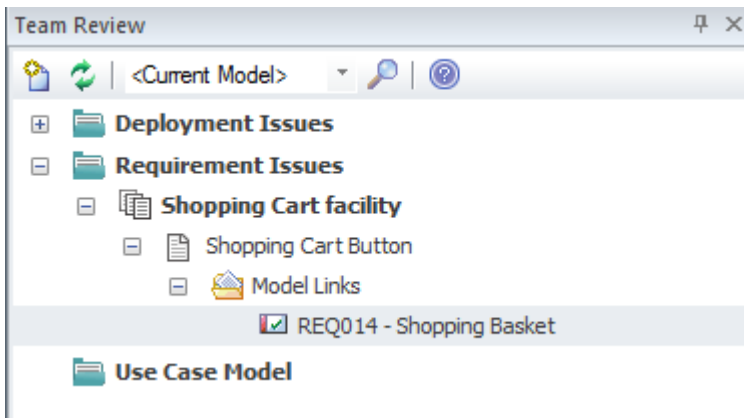 Team Review
<Current Model>
Deployment Issues
Requirement Issues
Shopping Cart facility
Shopping Cart Button
Model Links
REQ014 - Shopping Basket
Use Case Model